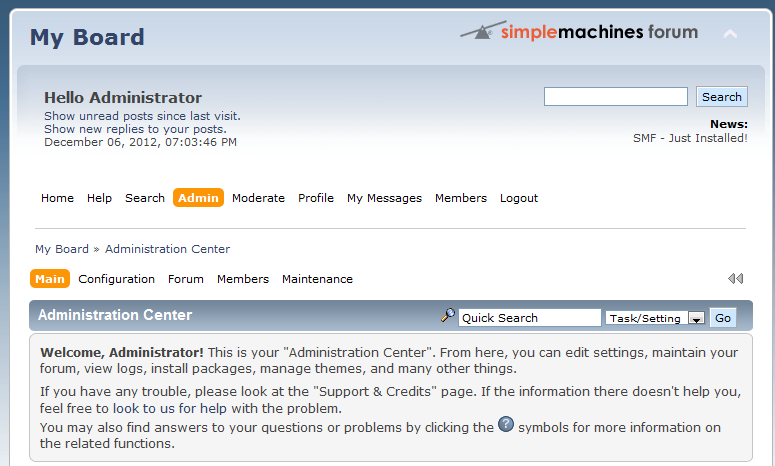 My Board
simplemachines forum
Hello Administrator
Show unread posts since last visit.
Show new replies to your posts.
December 06, 2012, 07:03:46 PM
Search
News:
SMF - Just Installed!
Home Help Search Admin Moderate Profile My Messages Members Logout
My Board » Administration Center
Main Configuration Forum Members Maintenance
Administration Center Quick Search Task/Setting Go
Welcome, Administrator! This is your "Administration Center". From here, you can edit settings, maintain your
forum, view logs, install packages, manage themes, and many other things.
If you have any trouble, please look at the "Support & Credits" page. If the information there doesn't help you,
feel free to look to us for help with the problem.
You may also find answers to your questions or problems by clicking the ? symbols for more information on
the related functions.